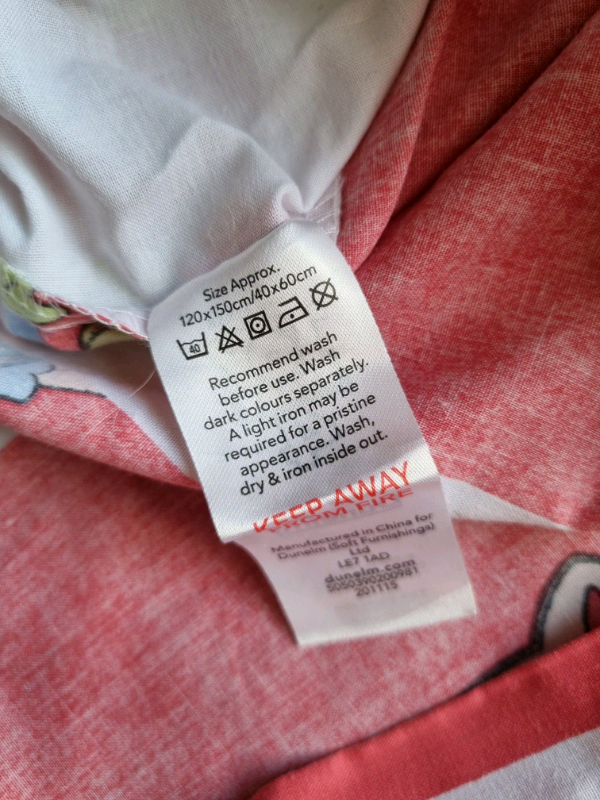 Size Approx.
120x150cm/40x60cm
40
Recommend wash
before use. Wash
dark colours separately.
A light iron may be
required for a pristine
appearance. Wash,
dry & iron inside out.
KEEP AWAY
FROM FIRE
Manufactured in China for
Dunelm (Soft Furnishings)
Ltd
LE7 1AD
dunelm.com
5050390200981
201115